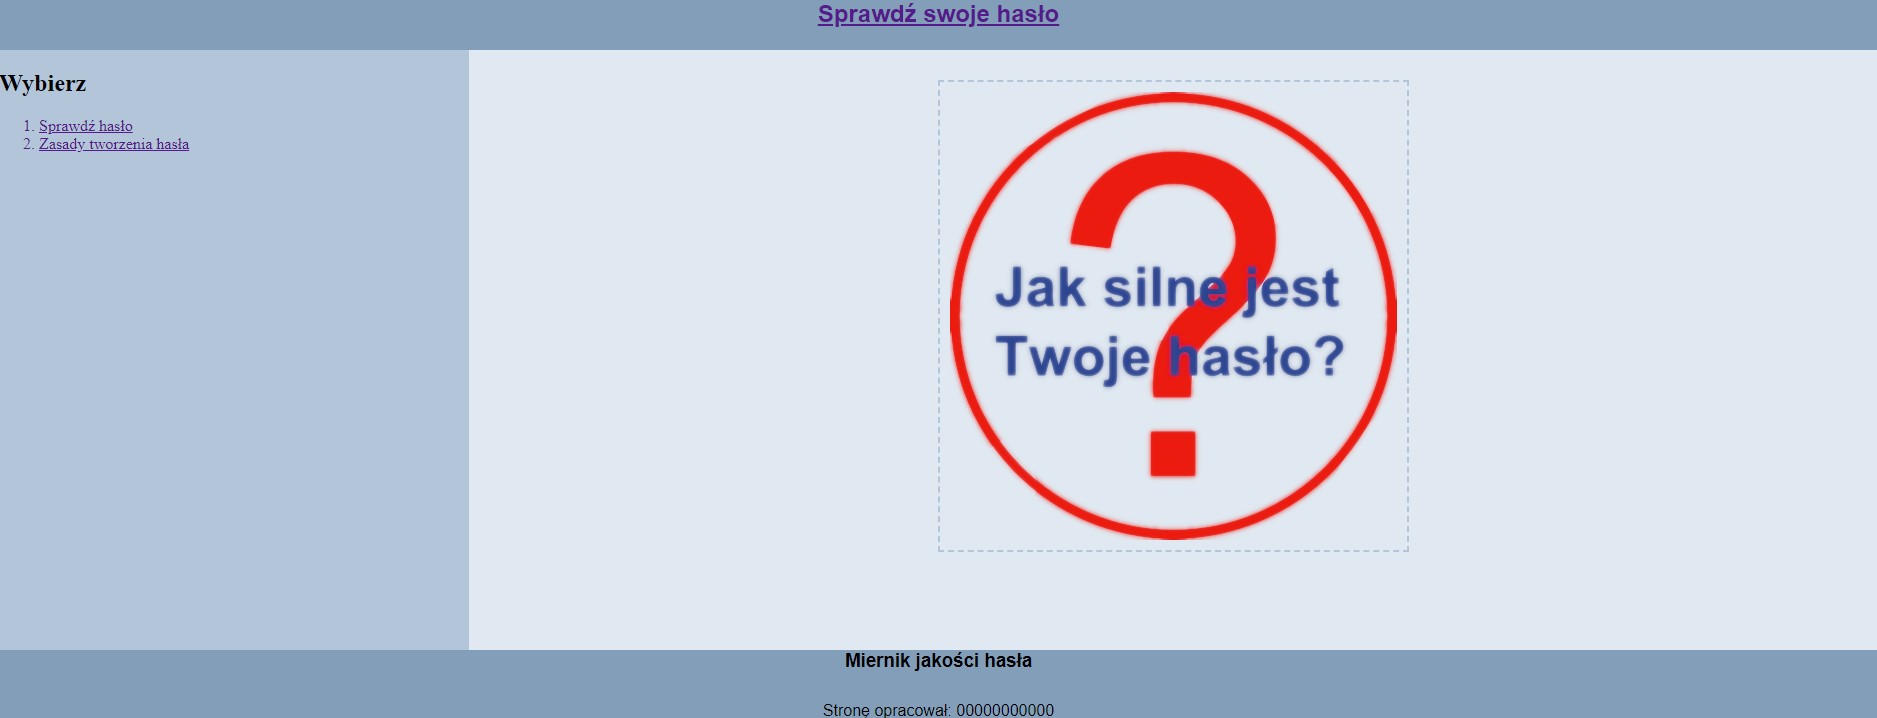 Sprawdź swoje hasło
Wybierz
1. Sprawdź hasło
2. Zasady tworzenia hasła
Jak silne jest
Twoje hasło?
Miernik jakości hasła
Stronę opracował: 00000000000